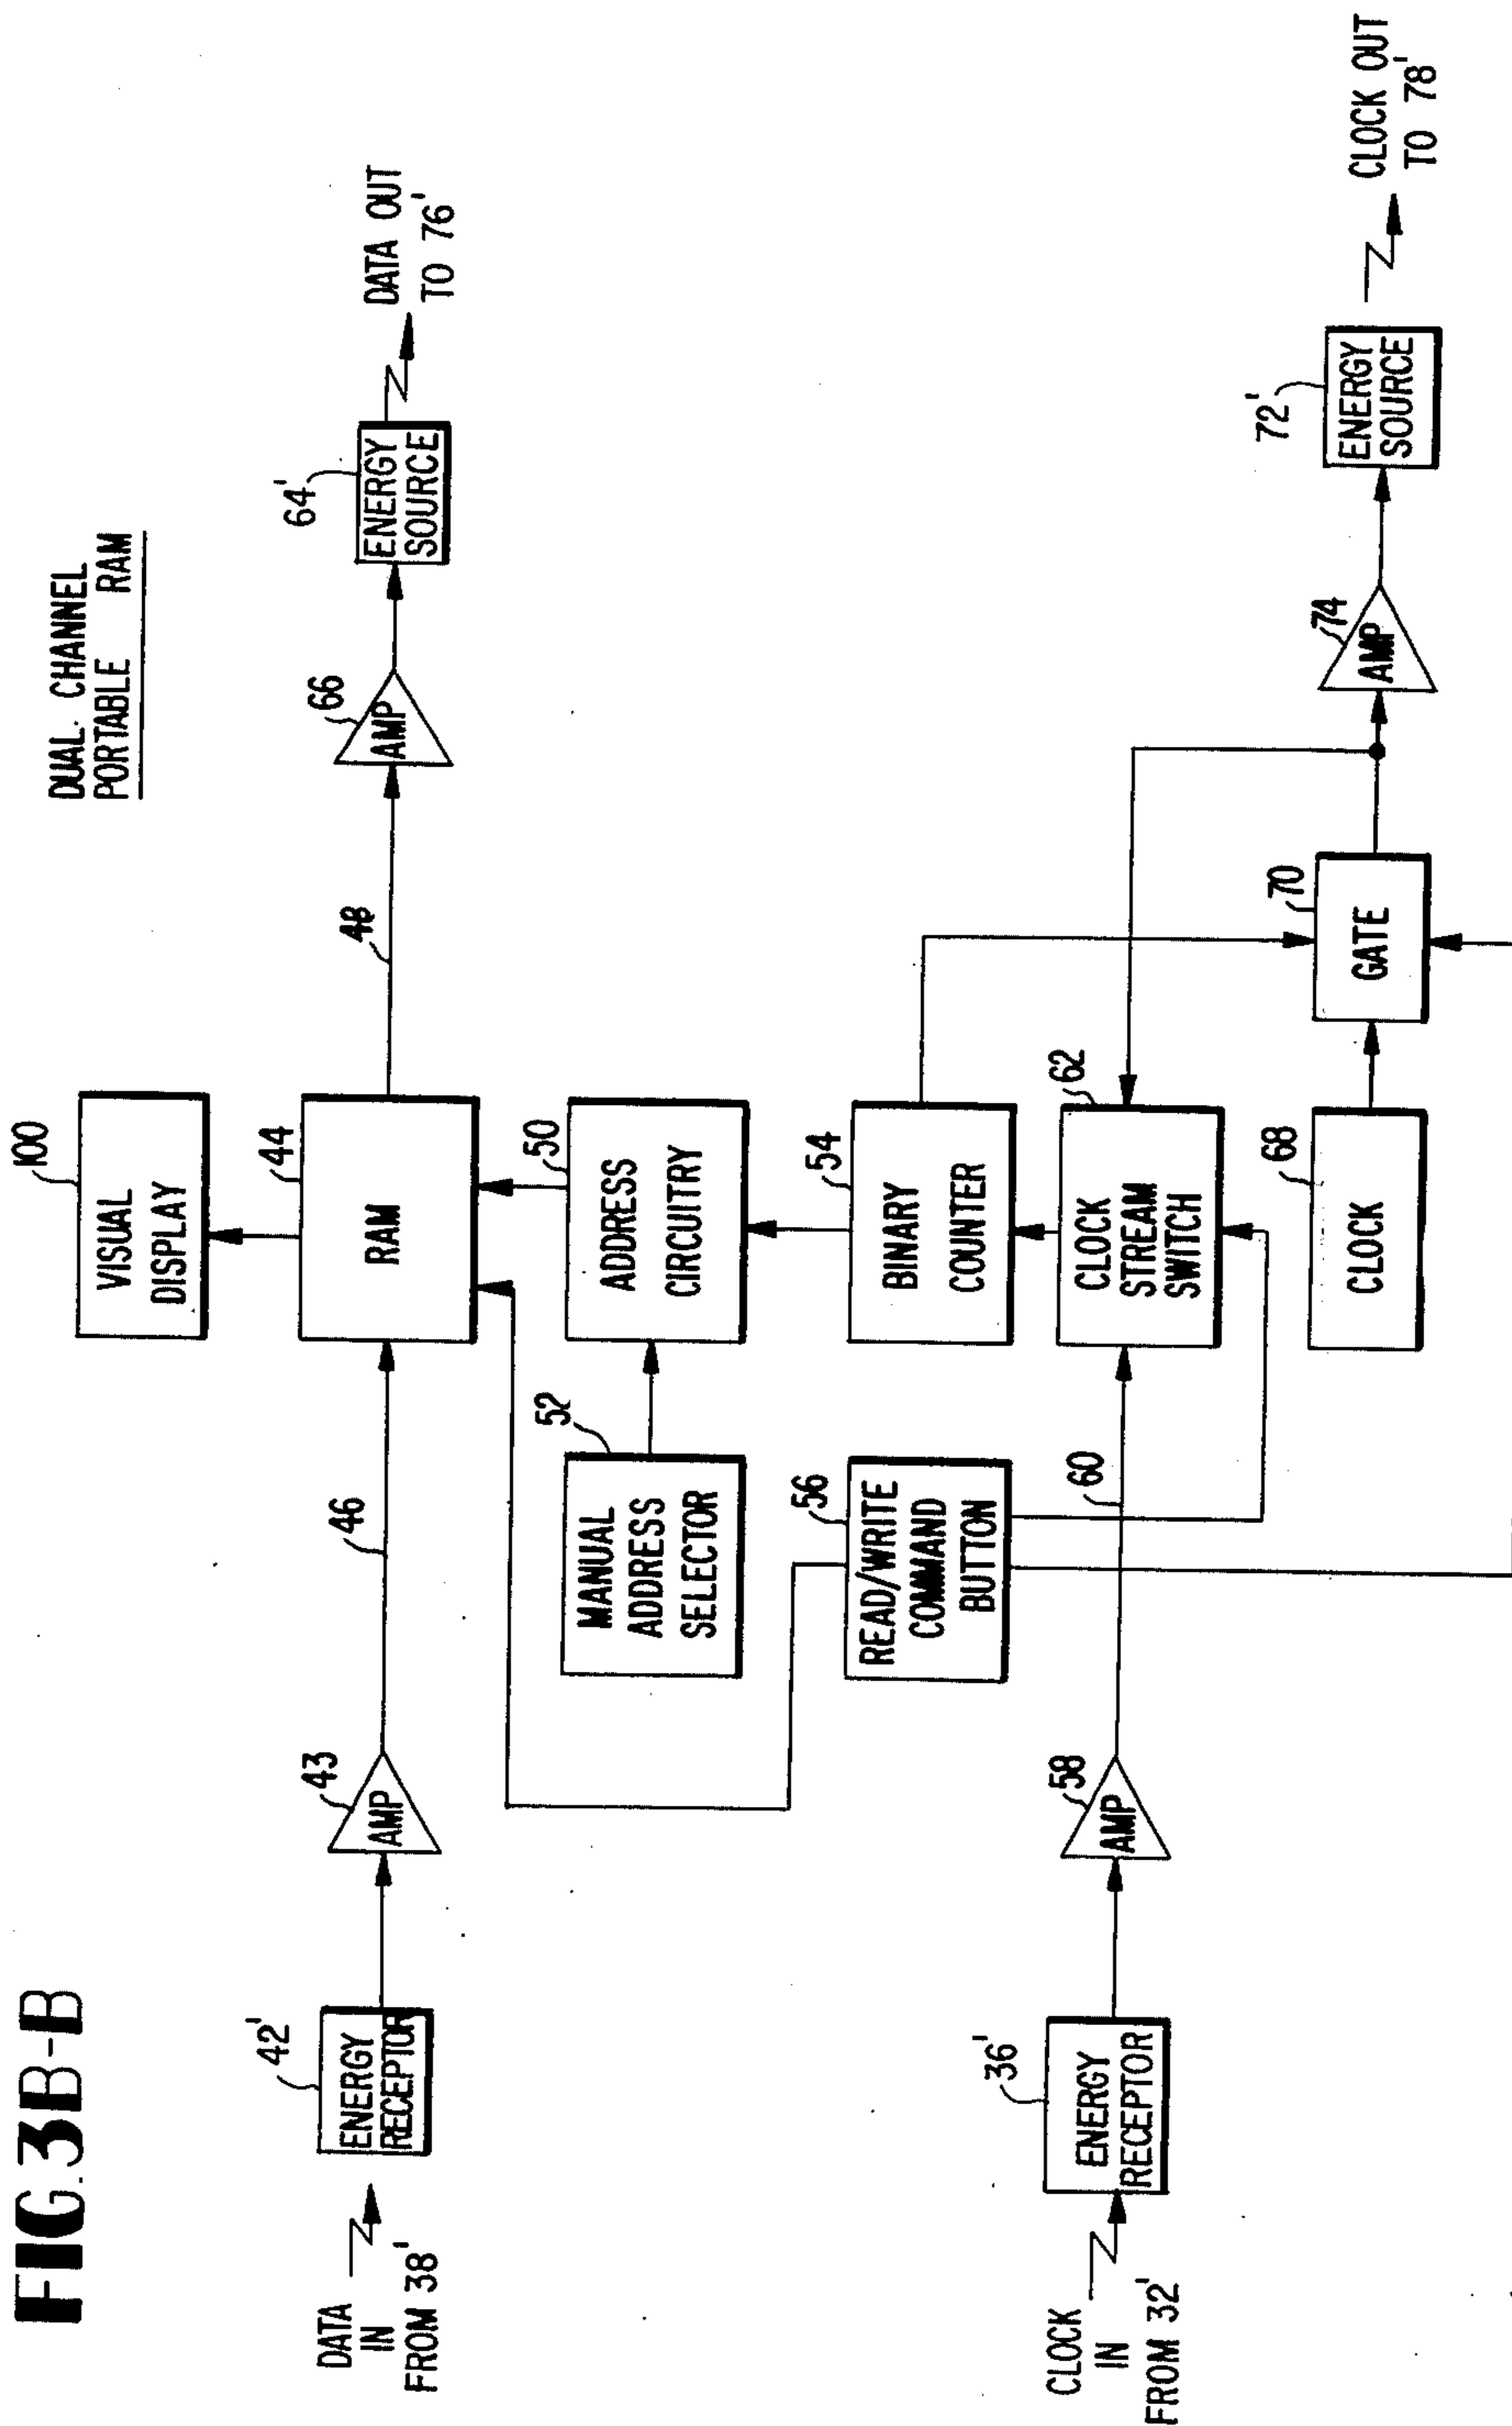 FIG.3B-B
DUAL CHANNEL
PORTABLE RAM
100
VISUAL
DISPLAY
DATA
IN
FROM 38'
42'
ENERGY
RECEPTOR
43
AMP
46
44
RAM
48
66
AMP
64'
ENERGY
SOURCE
DATA OUT
TO 76'
52
MANUAL
ADDRESS
SELECTOR
50
ADDRESS
CIRCUITRY
56
READ/WRITE
COMMAND
BUTTON
54
BINARY
COUNTER
CLOCK
IN
FROM 32'
36'
ENERGY
RECEPTOR
58
AMP
60
62
CLOCK
STREAM
SWITCH
68
CLOCK
70
GATE
74
AMP
72'
ENERGY
SOURCE
CLOCK OUT
TO 78'